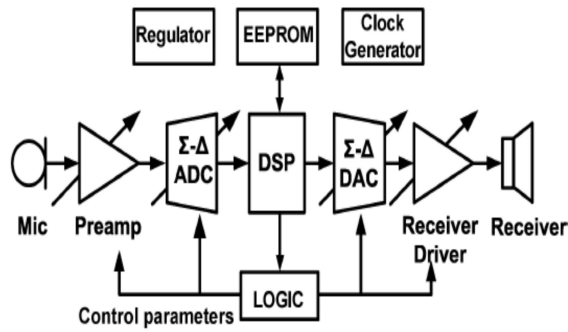 Regulator
EEPROM
Clock
Generator
Mic
Preamp
Σ-Δ
ADC
DSP
Σ-Δ
DAC
Receiver
Driver
Receiver
Control parameters
LOGIC